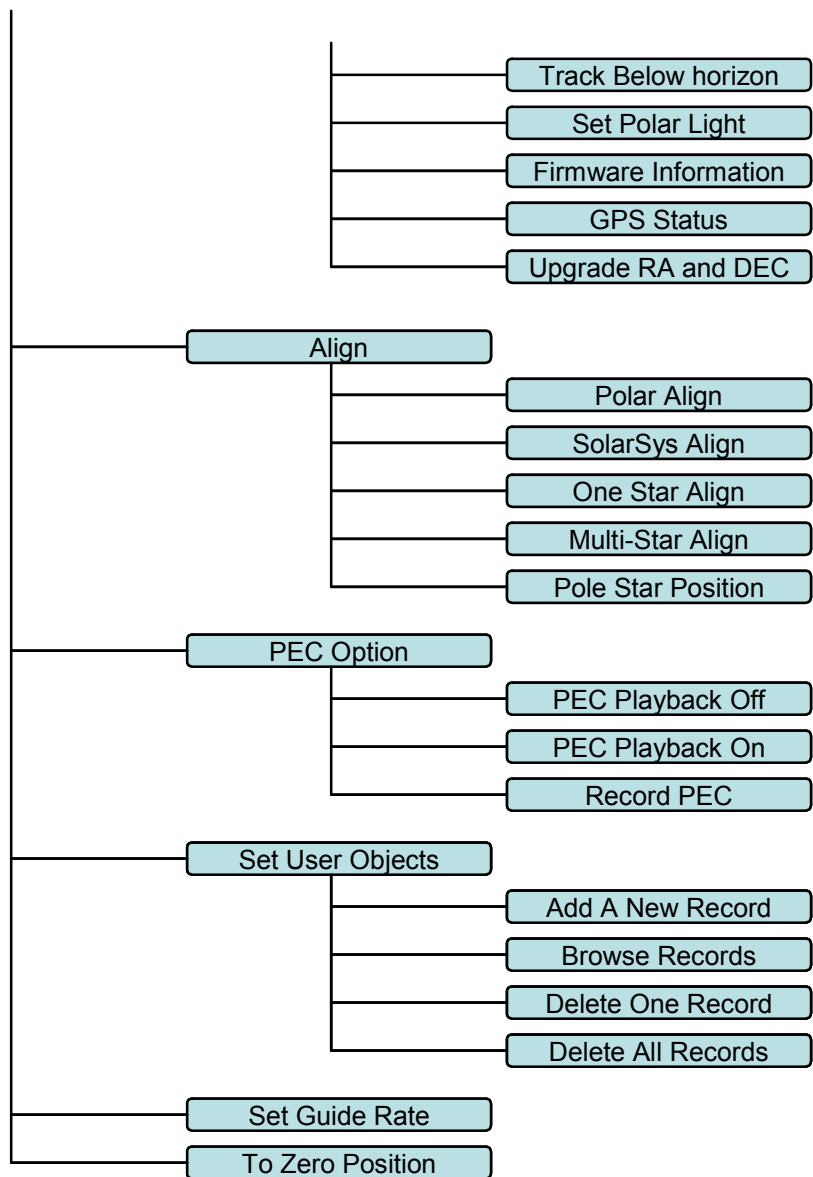 Track Below horizon
Set Polar Light
Firmware Information
GPS Status
Upgrade RA and DEC
Align
Polar Align
SolarSys Align
One Star Align
Multi-Star Align
Pole Star Position
PEC Option
PEC Playback Off
PEC Playback On
Record PEC
Set User Objects
Add A New Record
Browse Records
Delete One Record
Delete All Records
Set Guide Rate
To Zero Position